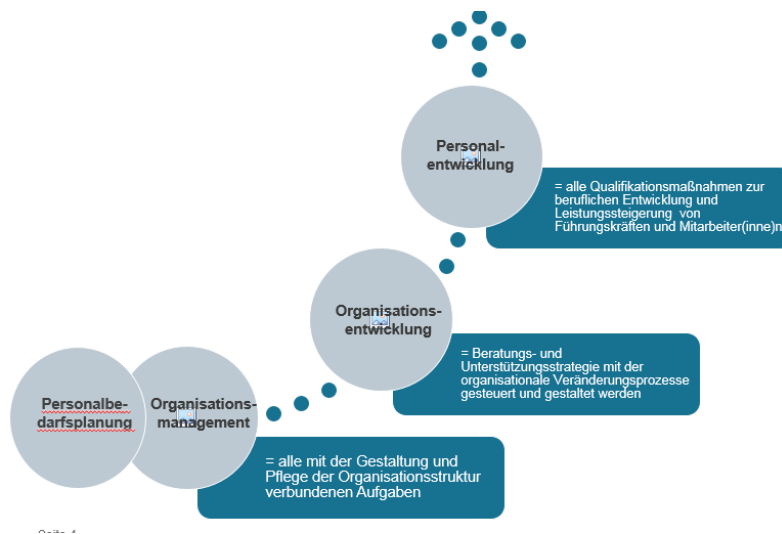 Personal-
entwicklung
= alle Qualifikationsmaßnahmen zur
beruflichen Entwicklung und
Leistungssteigerung von
Führungskräften und Mitarbeiter(inne)n
Organisations-
entwicklung
= Beratungs- und
Unterstützungsstrategie mit der
organisationale Veränderungsprozesse
gesteuert und gestaltet werden
Personalbe-
darfsplanung
Organisations-
management
= alle mit der Gestaltung und
Pflege der Organisationsstruktur
verbundenen Aufgaben